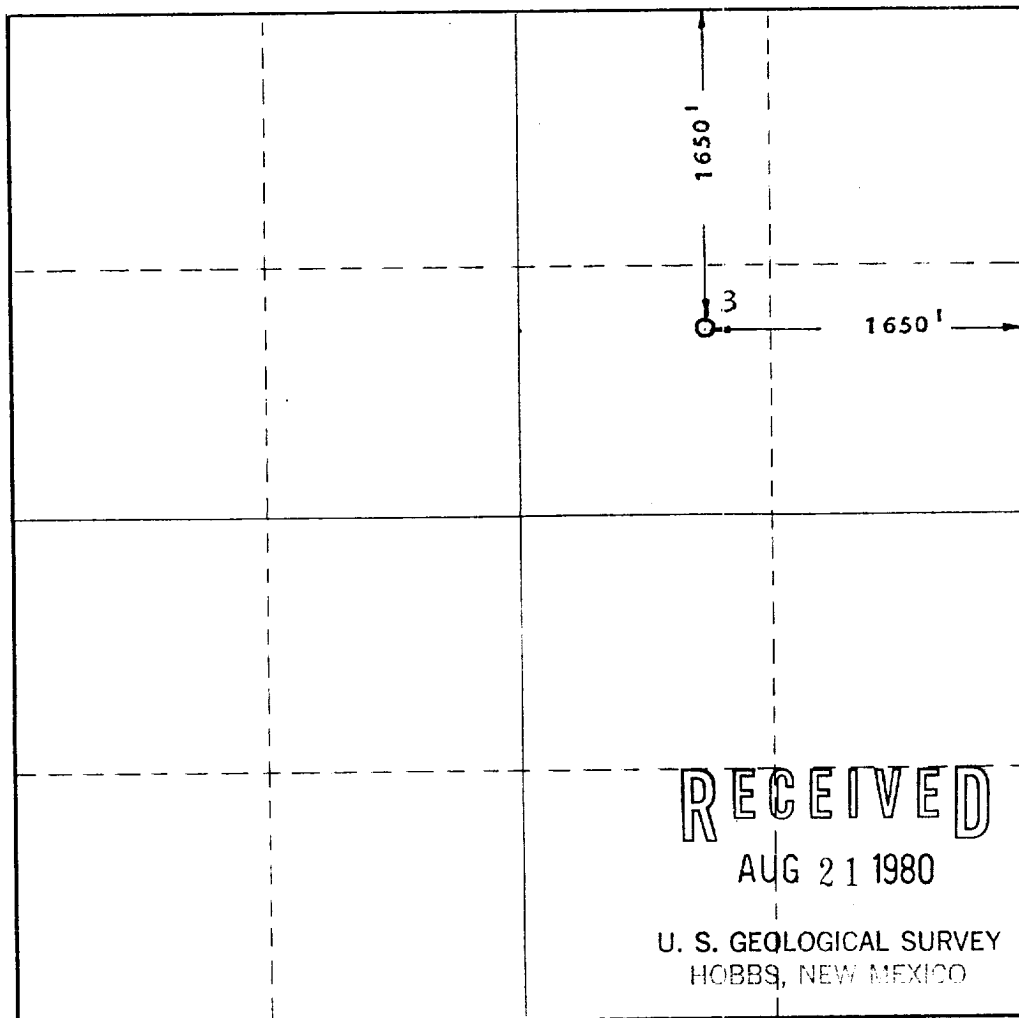 1650'
3
1650'
RECEIVED
AUG 21 1980
U. S. GEOLOGICAL SURVEY
HOBBS, NEW MEXICO